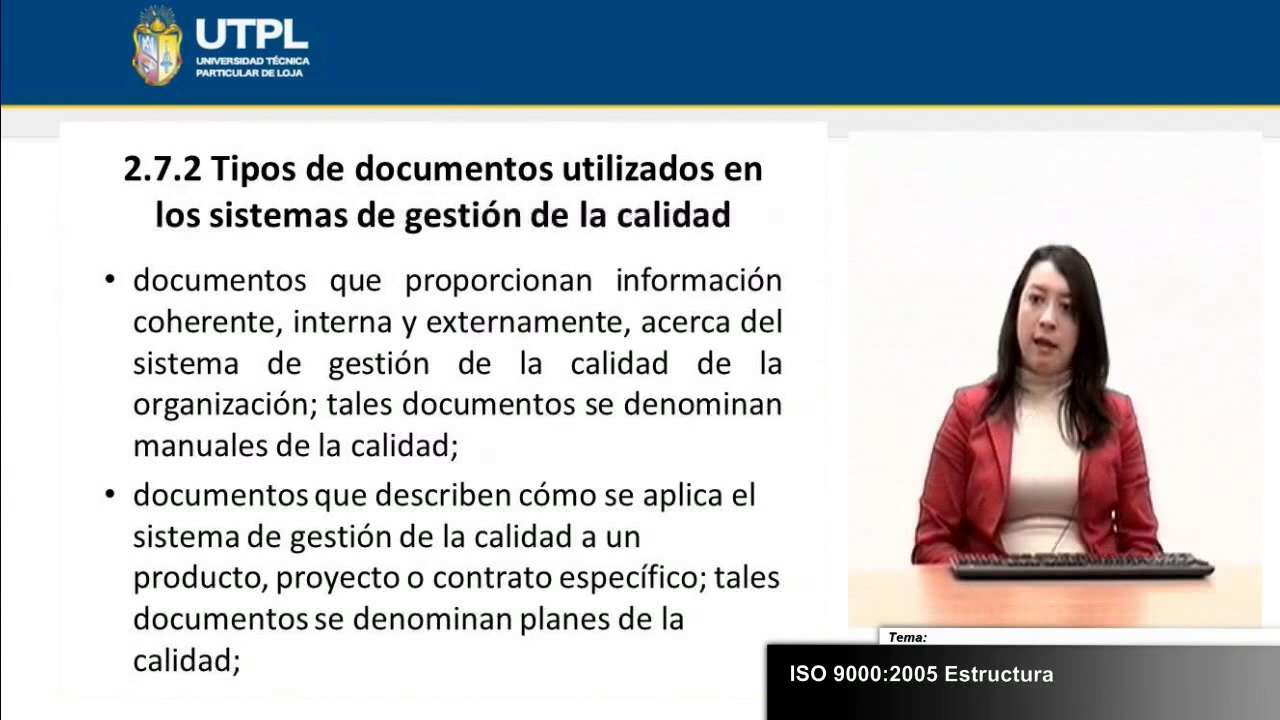 UTPL
UNIVERSIDAD TÉCNICA
PARTICULAR DE LOJA
2.7.2 Tipos de documentos utilizados en
los sistemas de gestión de la calidad
• documentos que proporcionan información
coherente, interna y externamente, acerca del
sistema de gestión de la calidad de la
organización; tales documentos se denominan
manuales de la calidad;
• documentos que describen cómo se aplica el
sistema de gestión de la calidad a un
producto, proyecto o contrato específico; tales
documentos se denominan planes de la
calidad;
Tema:
ISO 9000:2005 Estructura